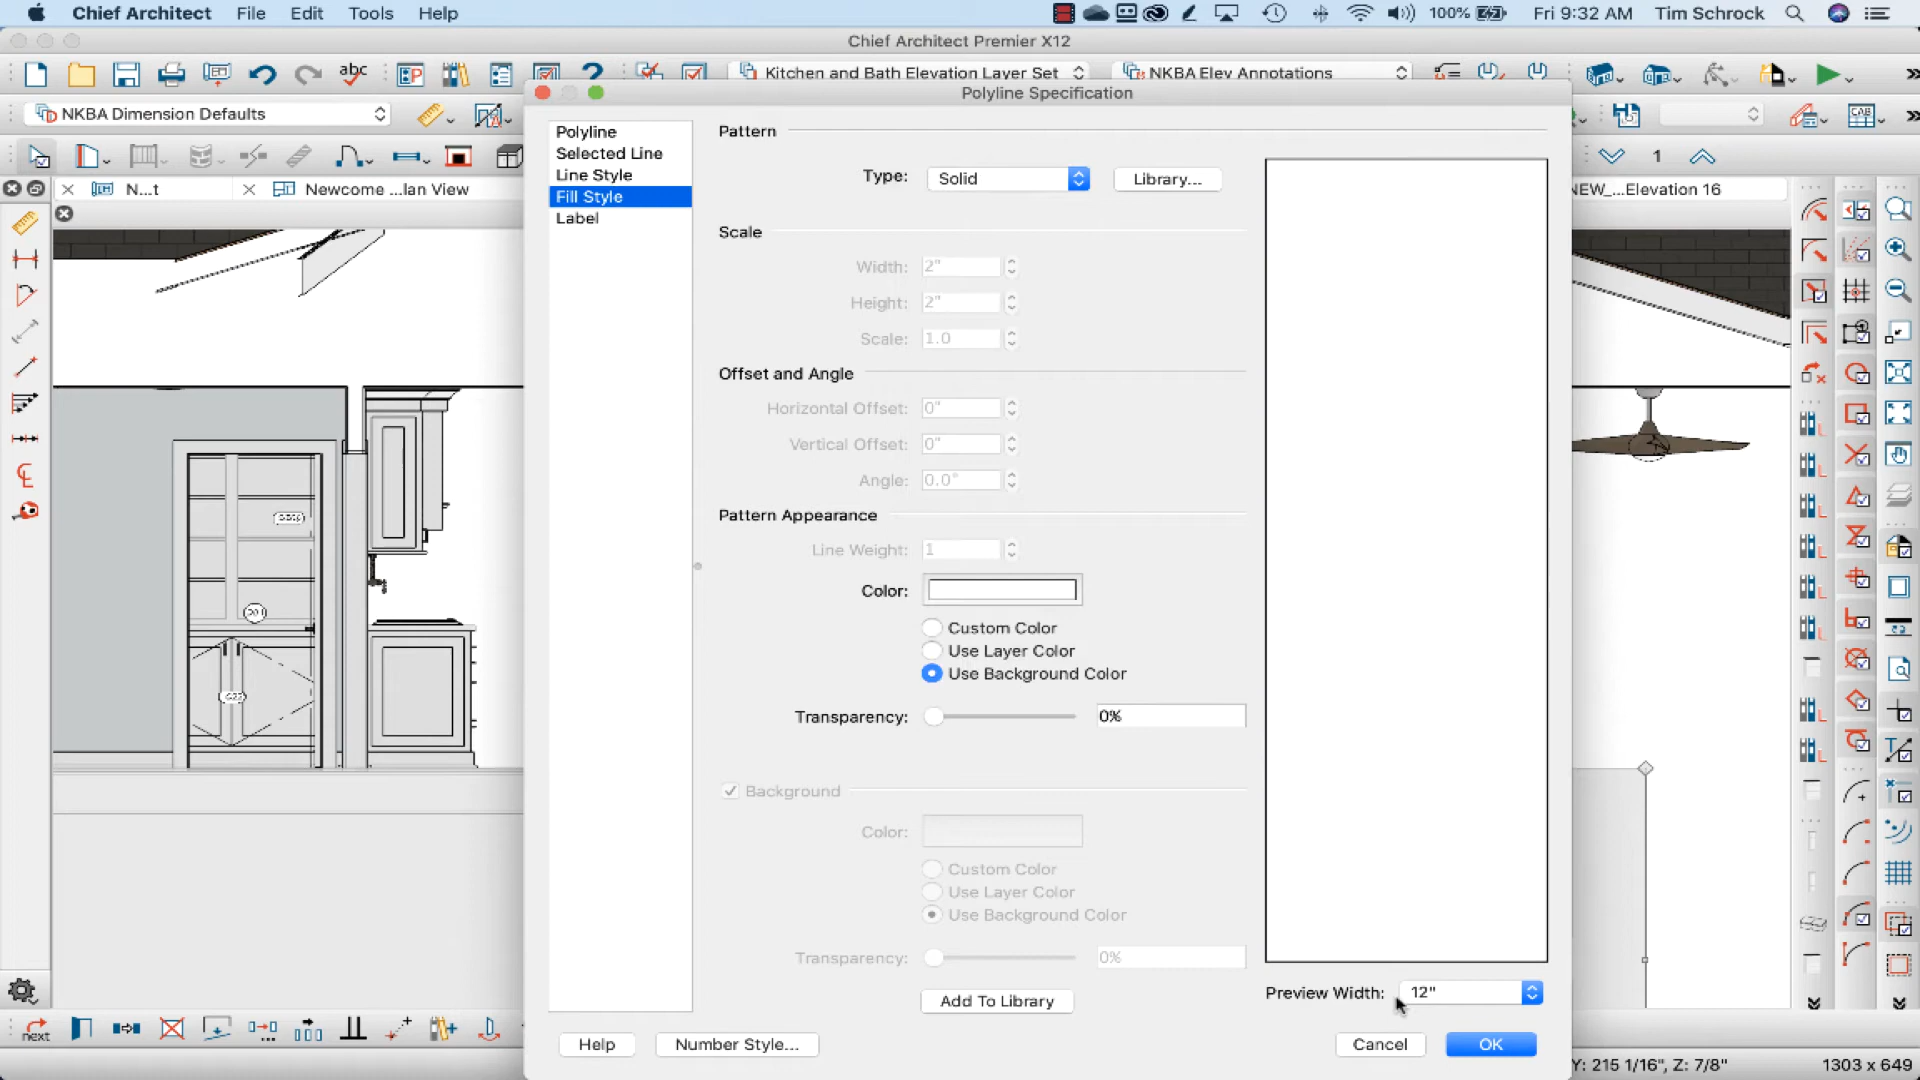 Chief Architect File Edit Tools Help 100% Fri 9:32 AM Tim Schrock
Chief Architect Premier X12
abc Kitchen and Bath Elevation Layer Set NKBA Elev Annotations
Polyline Specification
NKBA Dimension Defaults
CAB
1
N...t Newcome ...lan View
NEW_...Elevation 16
Polyline
Selected Line
Line Style
Fill Style
Label
Pattern
Type: Solid Library...
Scale
Width: 2"
Height: 2"
Scale: 1.0
Offset and Angle
Horizontal Offset: 0"
Vertical Offset: 0"
Angle: 0.0°
Pattern Appearance
Line Weight: 1
Color:
Custom Color
Use Layer Color
Use Background Color
Transparency: 0%
Background
Color:
Custom Color
Use Layer Color
Use Background Color
Transparency: 0%
Add To Library
Preview Width: 12"
Help Number Style... Cancel OK
next
Y: 215 1/16", Z: 7/8" 1303 x 649